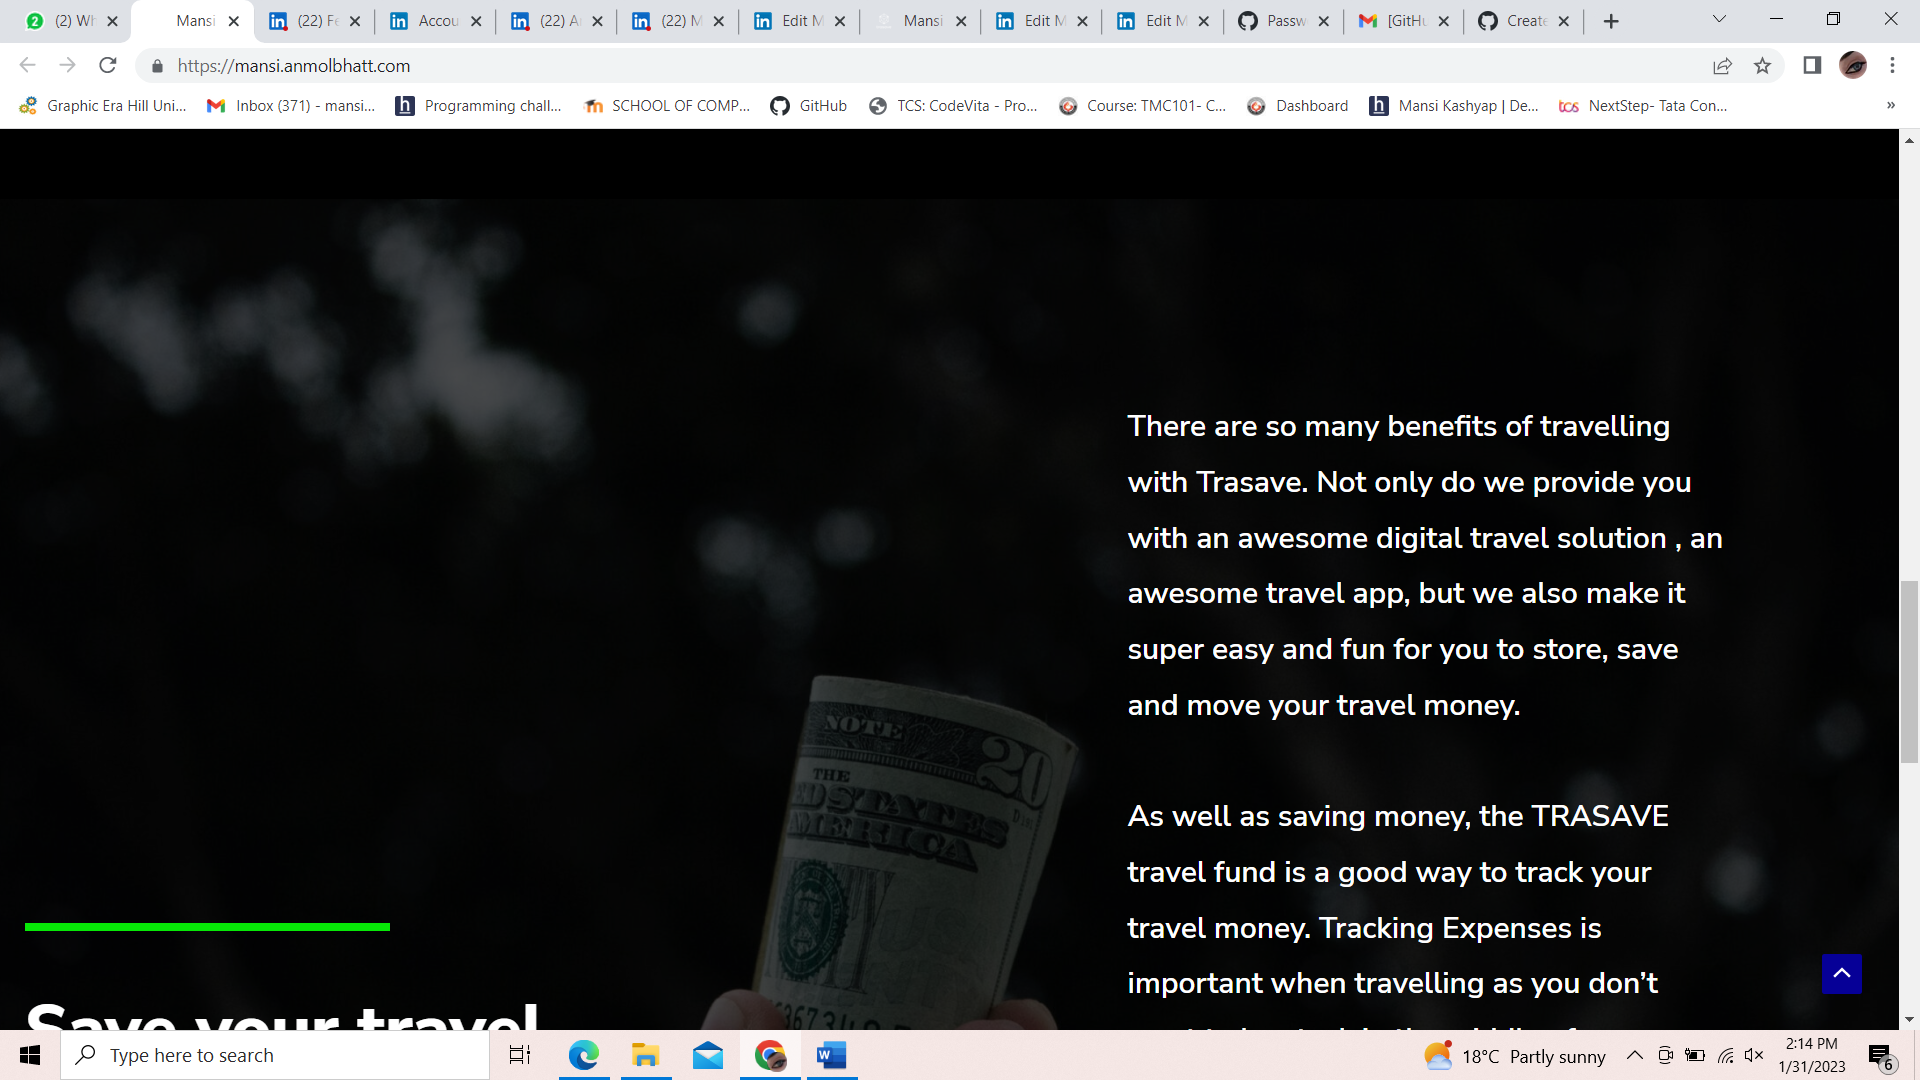 (2) Wh
Mansi
(22) Fe
Accou
(22) A
(22) M
Edit M
Mansi
Edit M
Edit M
Passw
[GitHu
Create
https://mansi.anmolbhatt.com
Graphic Era Hill Uni...
Inbox (371) - mansi...
Programming chall...
SCHOOL OF COMP...
GitHub
TCS: CodeVita - Pro...
Course: TMC101- C...
Dashboard
Mansi Kashyap | De...
NextStep- Tata Con...
There are so many benefits of travelling
with Trasave. Not only do we provide you
with an awesome digital travel solution , an
awesome travel app, but we also make it
super easy and fun for you to store, save
and move your travel money.
As well as saving money, the TRASAVE
travel fund is a good way to track your
travel money. Tracking Expenses is
important when travelling as you don’t
NOTE
20
THE
AMERICA
Save your travel
Type here to search
18°C Partly sunny
2:14 PM
1/31/2023
6